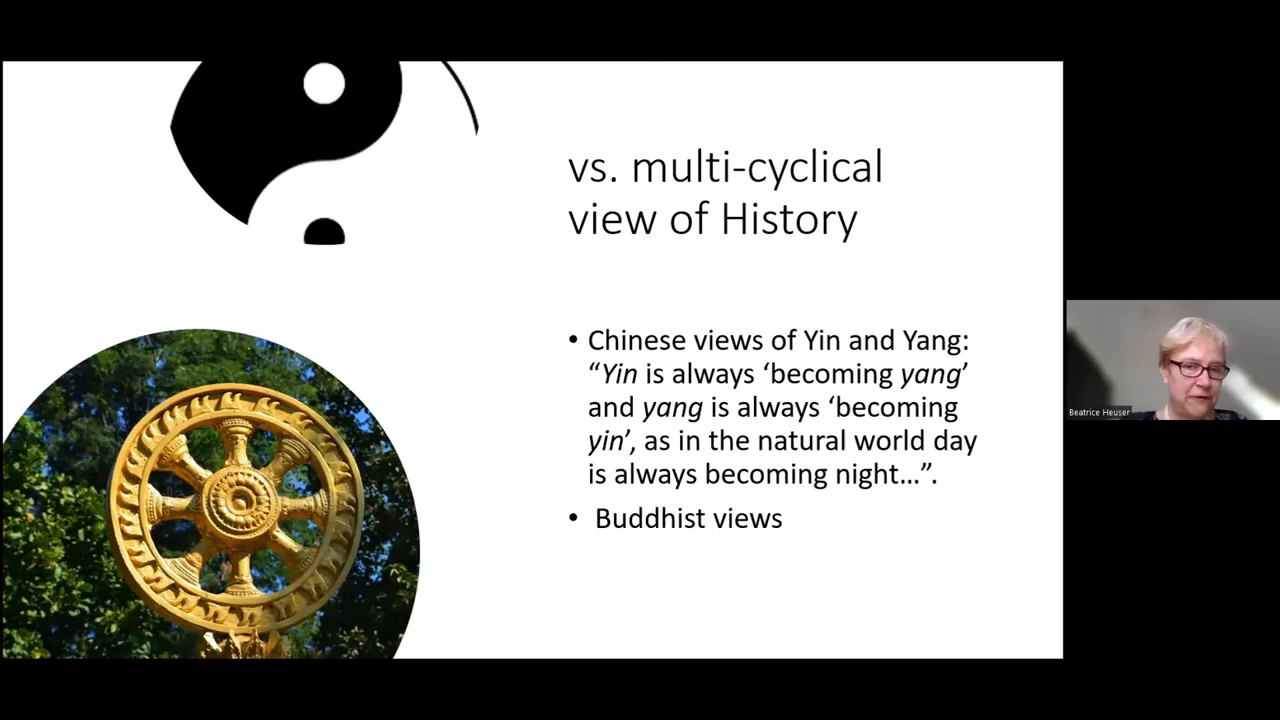 vs. multi-cyclical
view of History
• Chinese views of Yin and Yang:
“Yin is always ‘becoming yang’
and yang is always ‘becoming
yin’, as in the natural world day
is always becoming night…”.
• Buddhist views
Beatrice Heuser